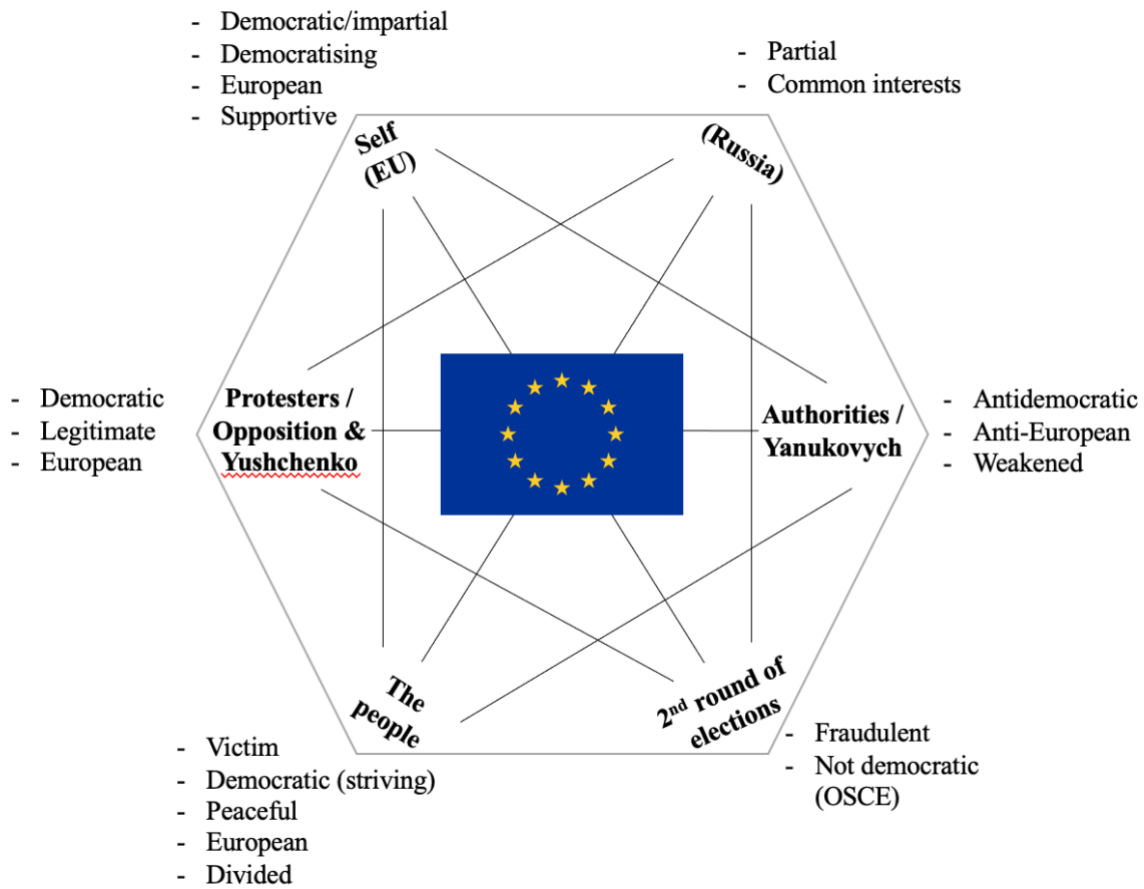 - Democratic/impartial
- Democratising
- European
- Supportive
- Partial
- Common interests
Self
(EU)
(Russia)
- Democratic
- Legitimate
- European
Protesters /
Opposition &
Yushchenko
Authorities /
Yanukovych
- Antidemocratic
- Anti-European
- Weakened
The
people
2nd round of
elections
- Victim
- Democratic (striving)
- Peaceful
- European
- Divided
- Fraudulent
- Not democratic
(OSCE)